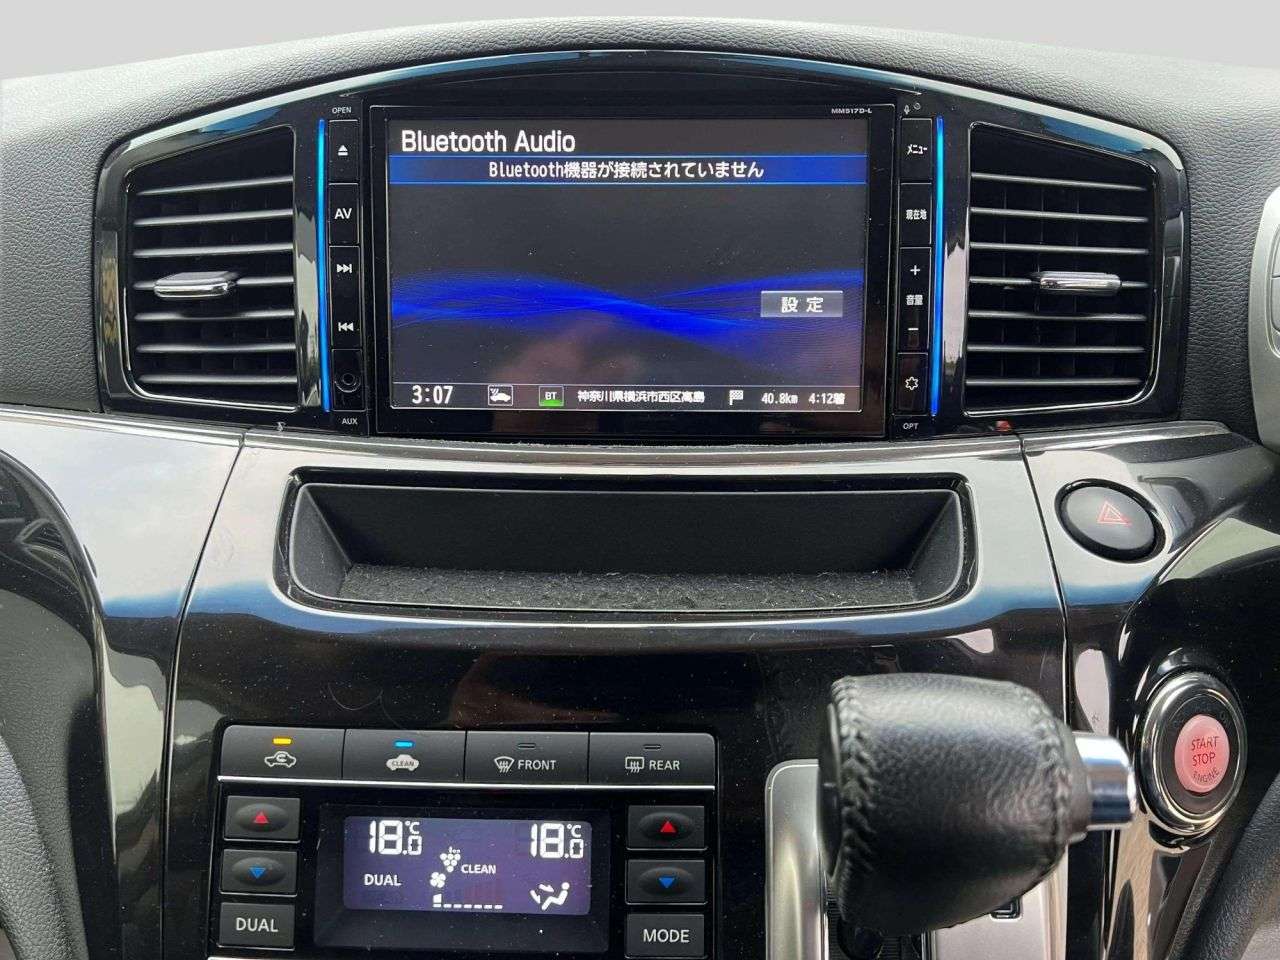 OPEN
MM517D-L
Bluetooth Audio
メニュー
Bluetooth機器が接続されていません
AV
現在地
+
設定
音量
-
3:07
BT
神奈川県横浜市西区高島
40.8km
4:12着
AUX
OPT
CLEAN
FRONT
REAR
START
STOP
ENGINE
18.0℃
18.0℃
CLEAN
DUAL
DUAL
MODE